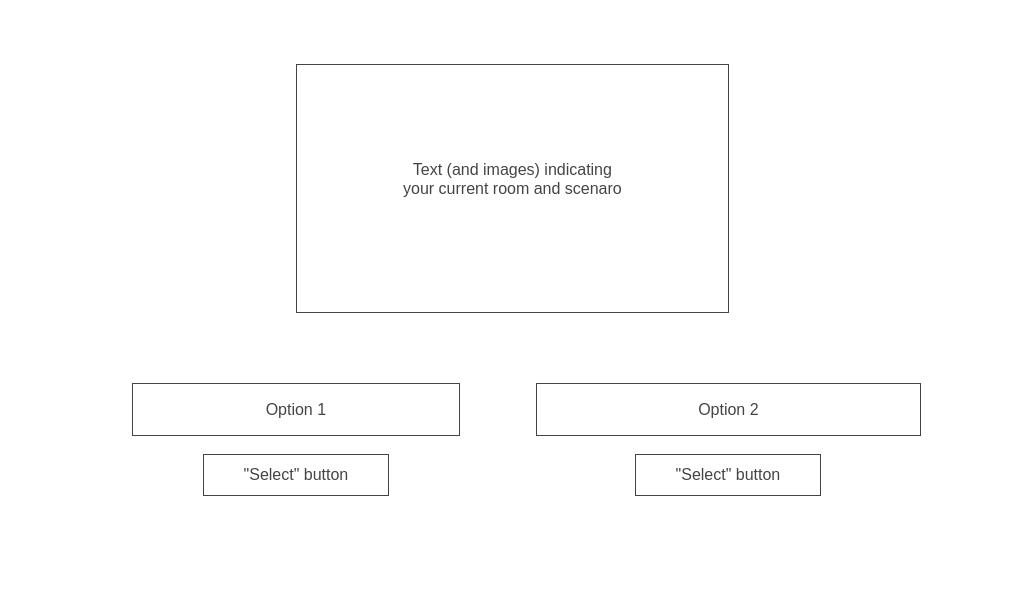 Text (and images) indicating
your current room and scenaro
Option 1
Option 2
"Select" button
"Select" button